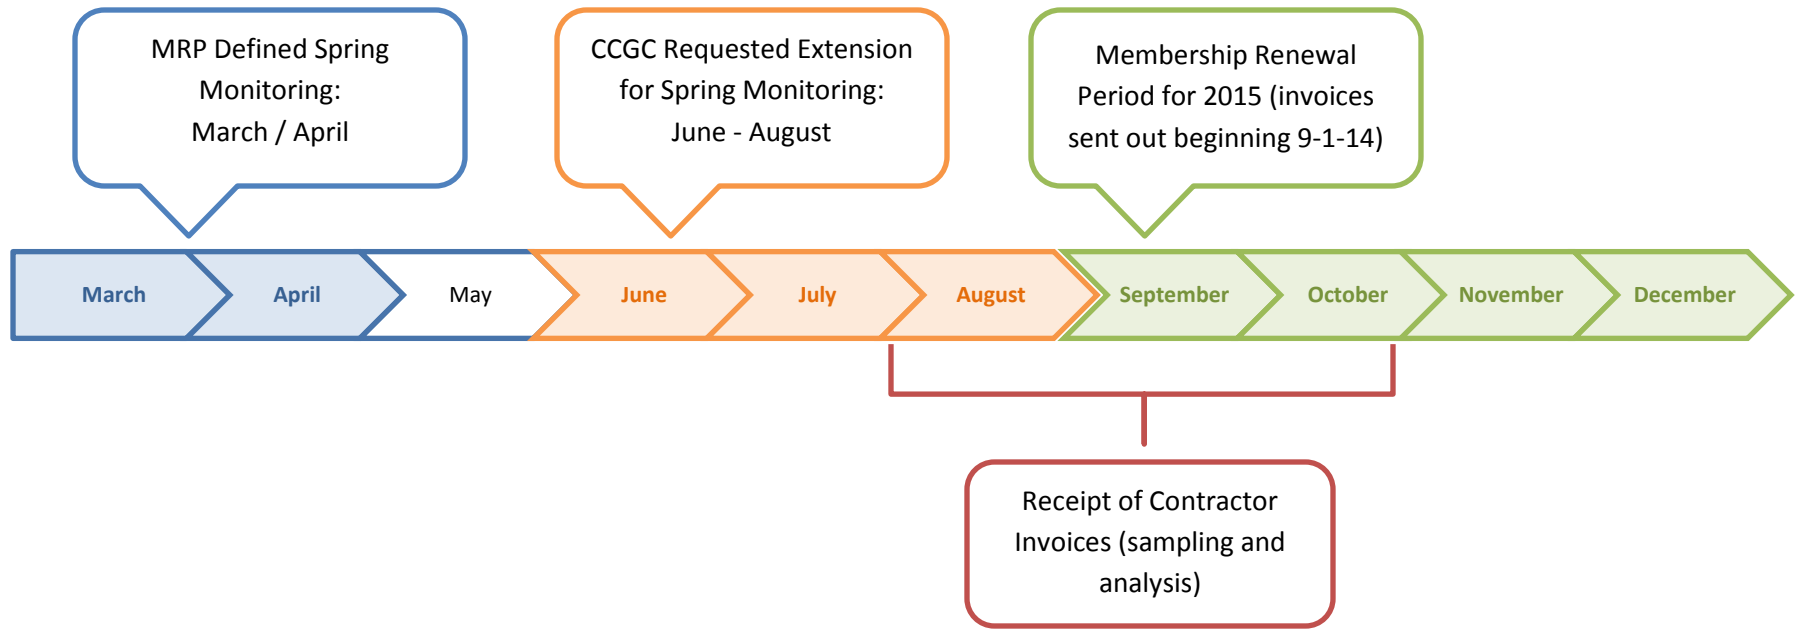 MRP Defined Spring
Monitoring:
March / April
CCGC Requested Extension
for Spring Monitoring:
June - August
Membership Renewal
Period for 2015 (invoices
sent out beginning 9-1-14)
March
April
May
June
July
August
September
October
November
December
Receipt of Contractor
Invoices (sampling and
analysis)